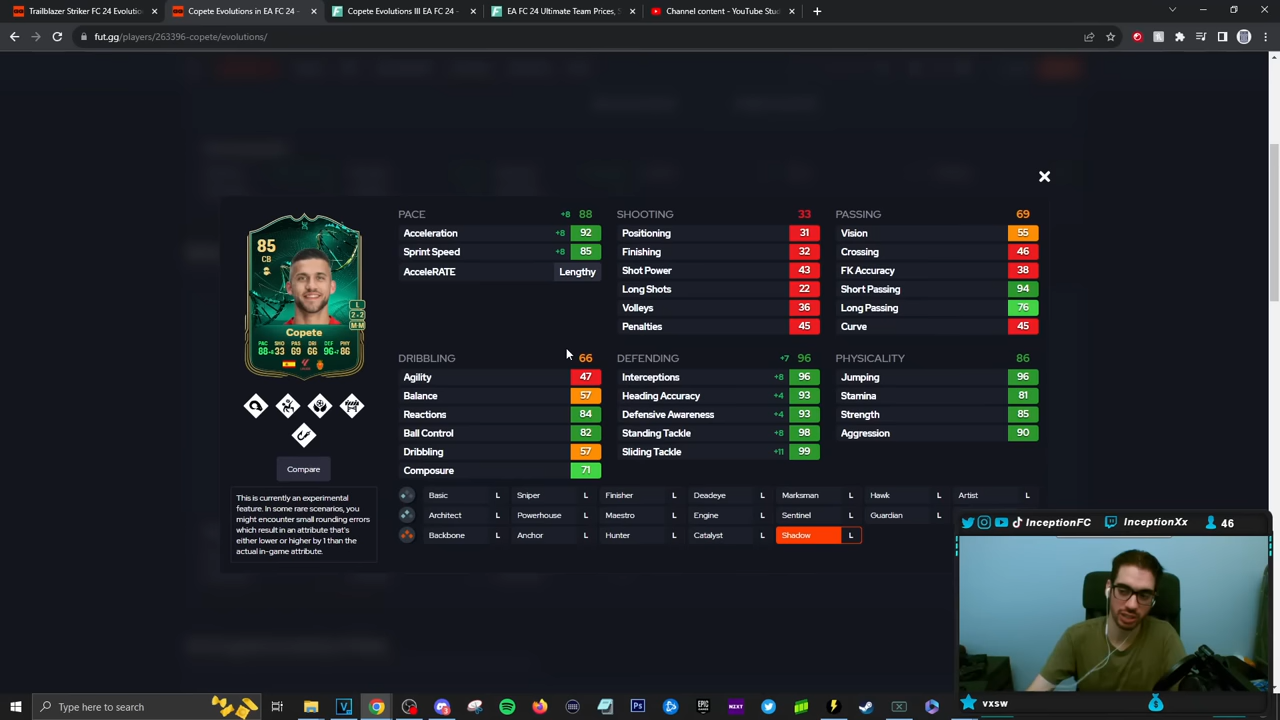 Trailblazer Striker FC 24 Evolutio
Copete Evolutions in EA FC 24 -
Copete Evolutions III EA FC 24 -
EA FC 24 Ultimate Team Prices, S
Channel content - YouTube Stud
fut.gg/players/263396-copete/evolutions/
85
CB
L
2 - 2
M-M
Copete
PAC SHO PAS DRI DEF PHY
88+8 33 69 66 96+7 86
Compare
This is currently an experimental
feature. In some rare scenarios, you
might encounter small rounding errors
which result in an attribute that's
either lower or higher by 1 than the
actual in-game attribute.
PACE +8 88
Acceleration +8 92
Sprint Speed +8 85
AcceleRATE Lengthy
SHOOTING 33
Positioning 31
Finishing 32
Shot Power 43
Long Shots 22
Volleys 36
Penalties 45
PASSING 69
Vision 55
Crossing 46
FK Accuracy 38
Short Passing 94
Long Passing 76
Curve 45
DRIBBLING 66
Agility 47
Balance 57
Reactions 84
Ball Control 82
Dribbling 57
Composure 71
DEFENDING +7 96
Interceptions +8 96
Heading Accuracy +4 93
Defensive Awareness +4 93
Standing Tackle +8 98
Sliding Tackle +11 99
PHYSICALITY 86
Jumping 96
Stamina 81
Strength 85
Aggression 90
Basic L Sniper L Finisher L Deadeye L Marksman L Hawk L Artist L
Architect L Powerhouse L Maestro L Engine L Sentinel L Guardian L
Backbone L Anchor L Hunter L Catalyst L Shadow L
InceptionFC InceptionXx 46
vxsw
Type here to search